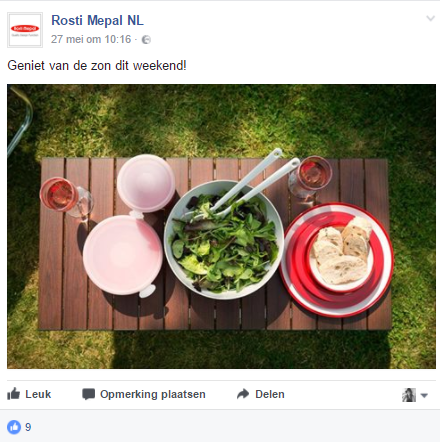 Rosti Mepal NL
27 mei om 10:16 ·
Geniet van de zon dit weekend!
Leuk
Opmerking plaatsen
Delen
9